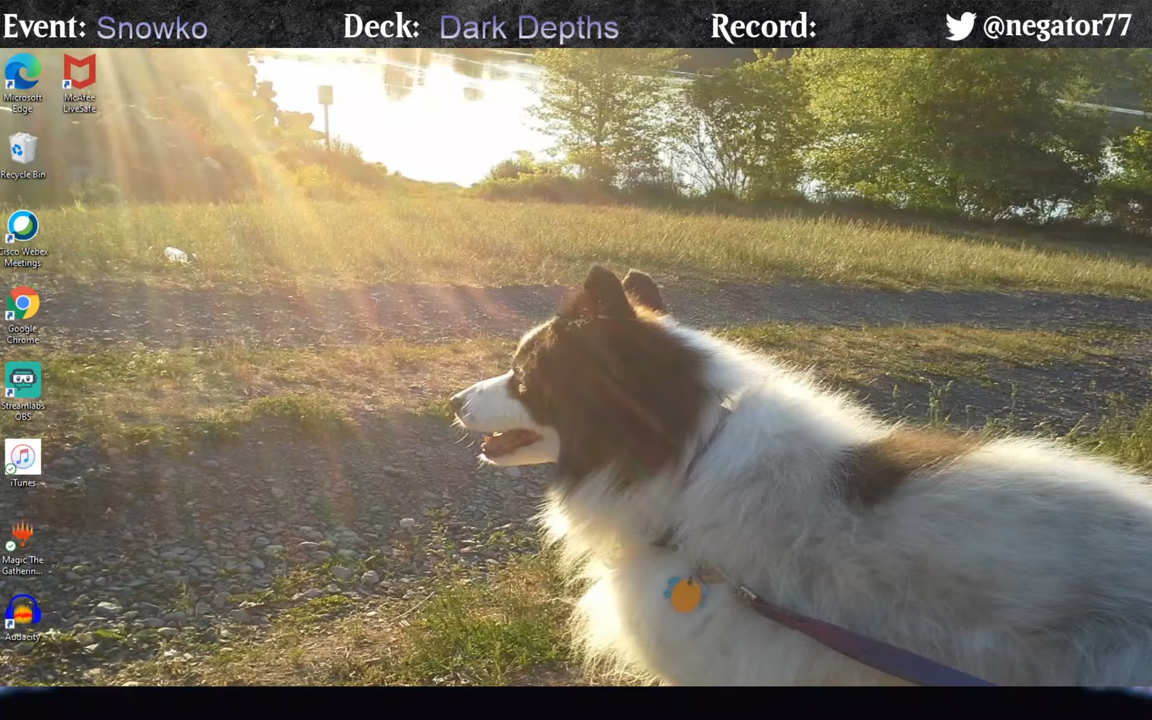 Event: Snowko Deck: Dark Depths Record: @negator77
Microsoft
Edge
McAfee
LiveSafe
Recycle Bin
Cisco Webex
Meetings
Google
Chrome
Streamlabs
OBS
iTunes
Magic The
Gatherin...
Audacity